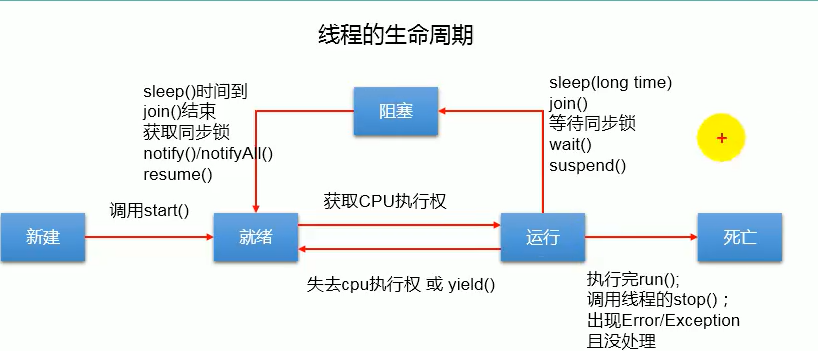 线程的生命周期
sleep()时间到
join()结束
获取同步锁
notify()/notifyAll()
resume()
阻塞
sleep(long time)
join()
等待同步锁
wait()
suspend()
调用start()
获取CPU执行权
新建
就绪
运行
死亡
失去cpu执行权 或 yield()
执行完run();
调用线程的stop()；
出现Error/Exception
且没处理